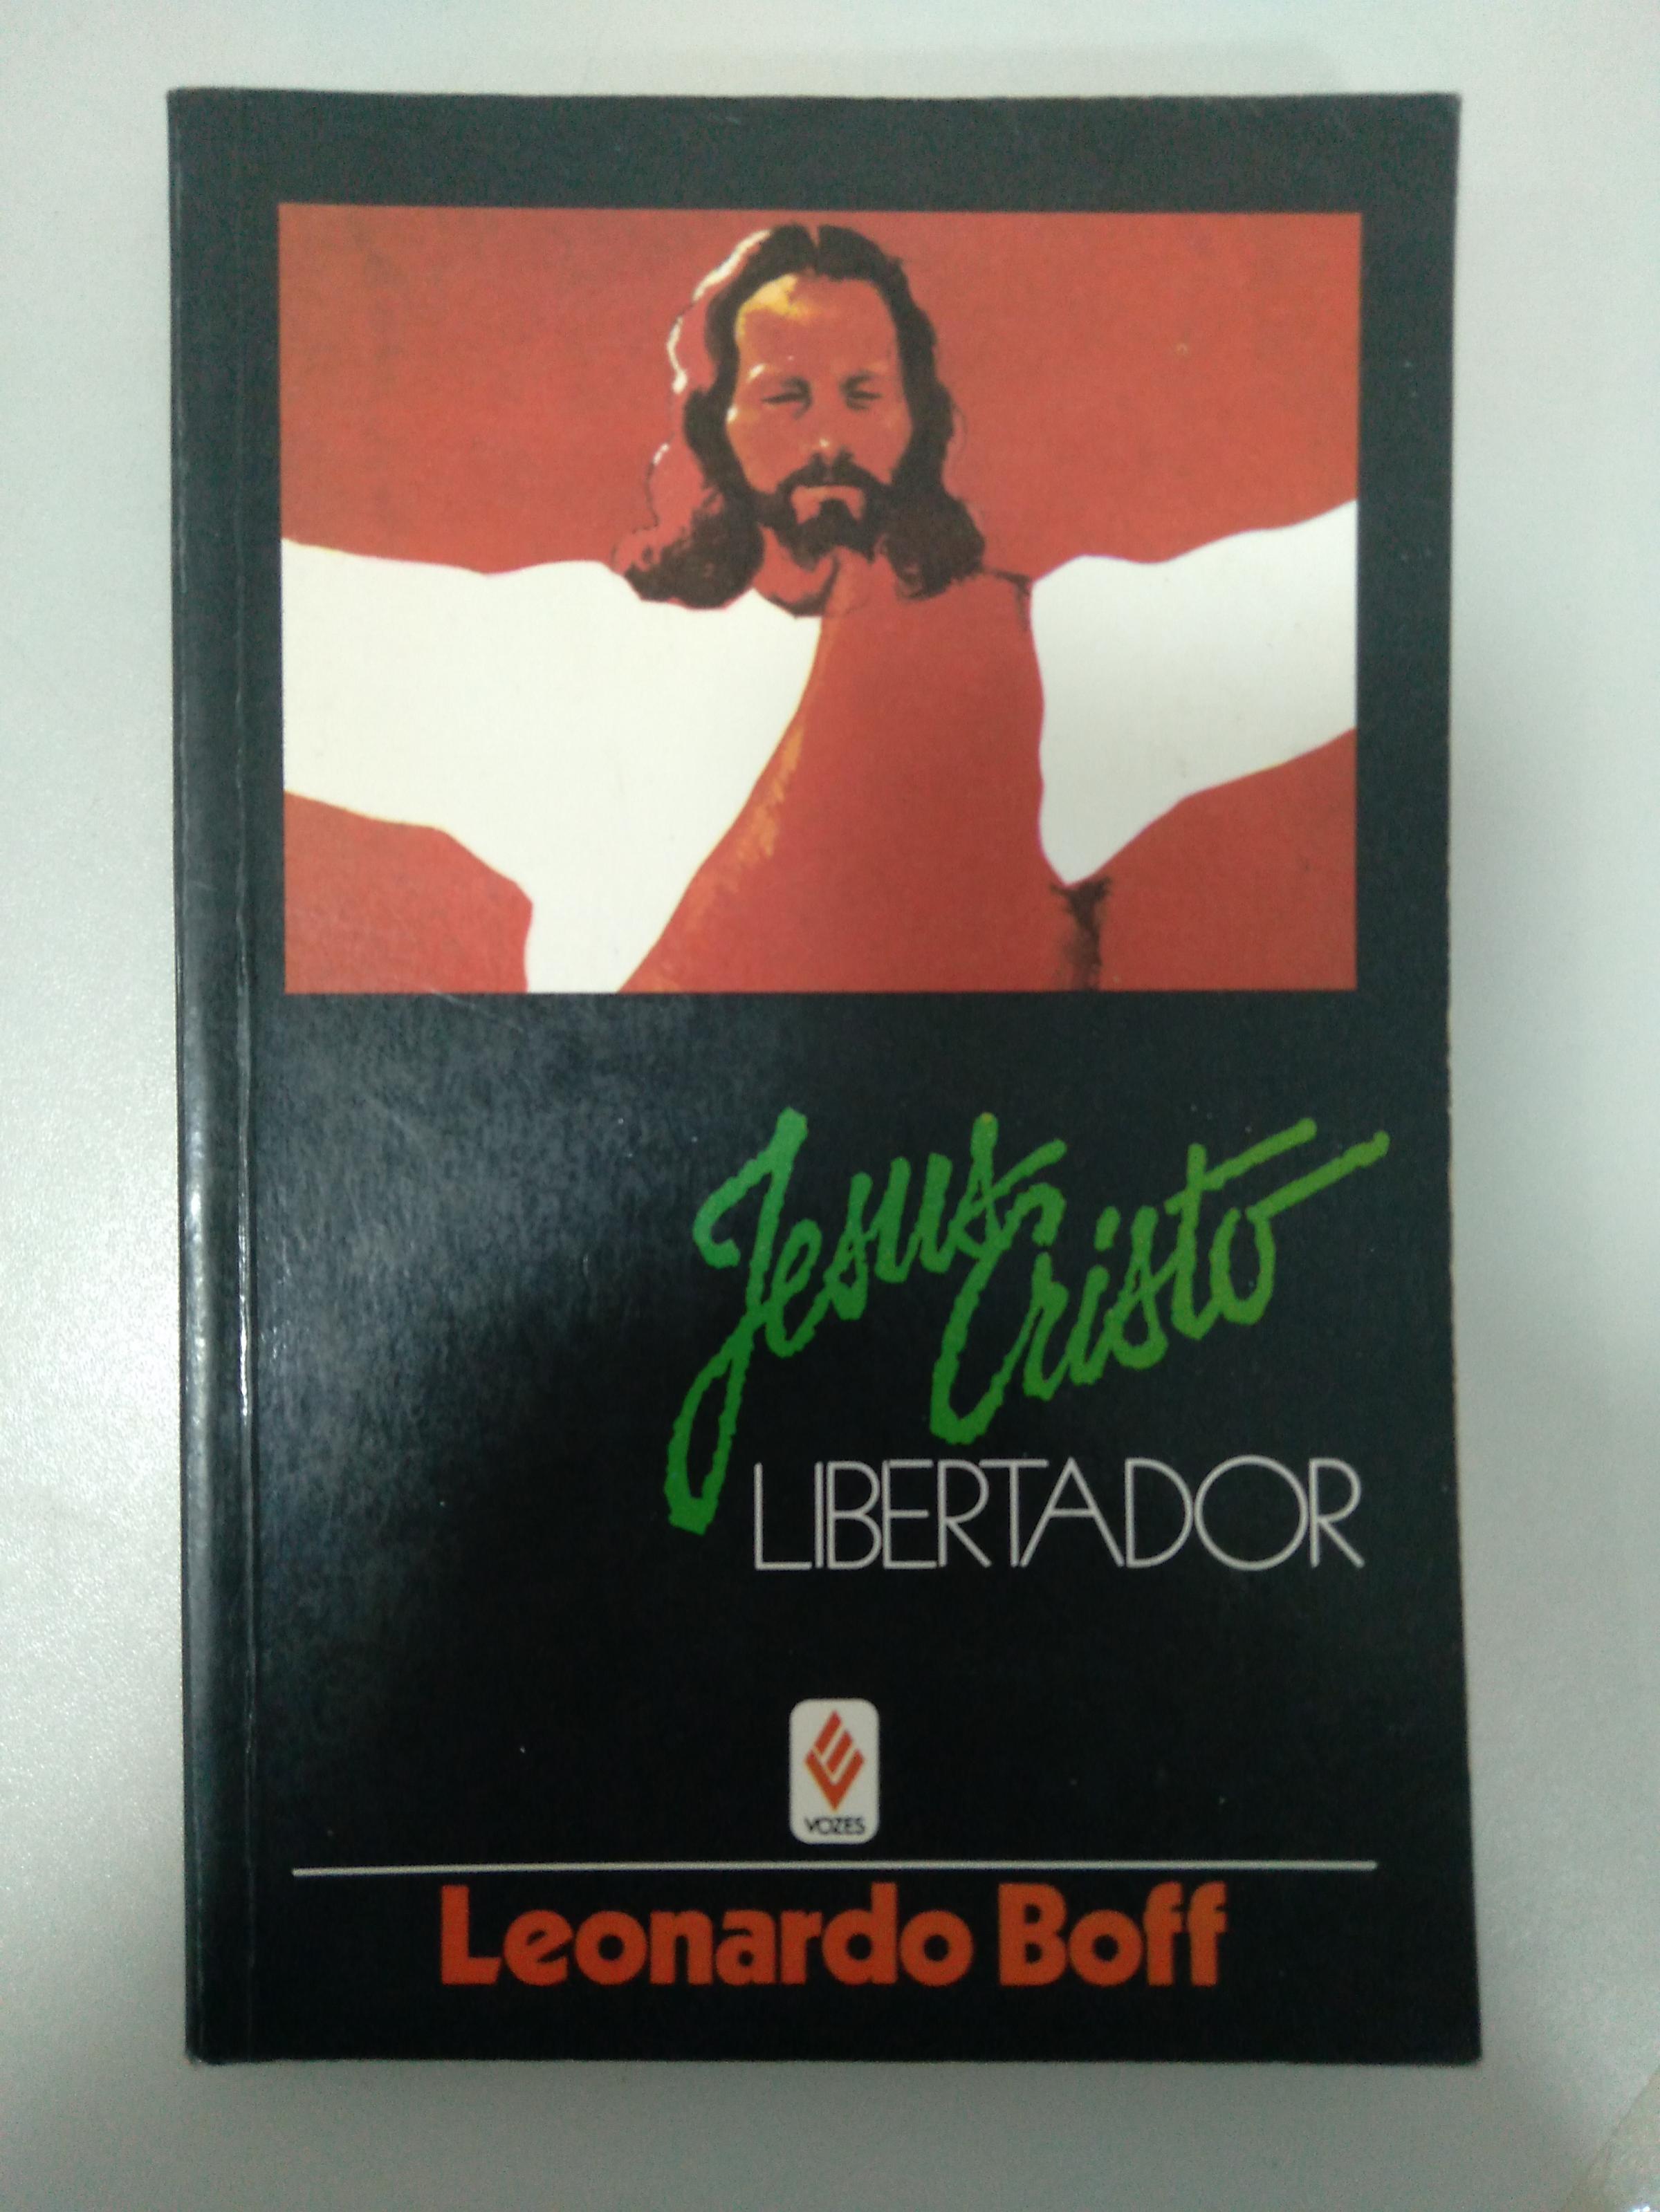 Jesus
Cristo
LIBERTADOR
VOZES
Leonardo Boff